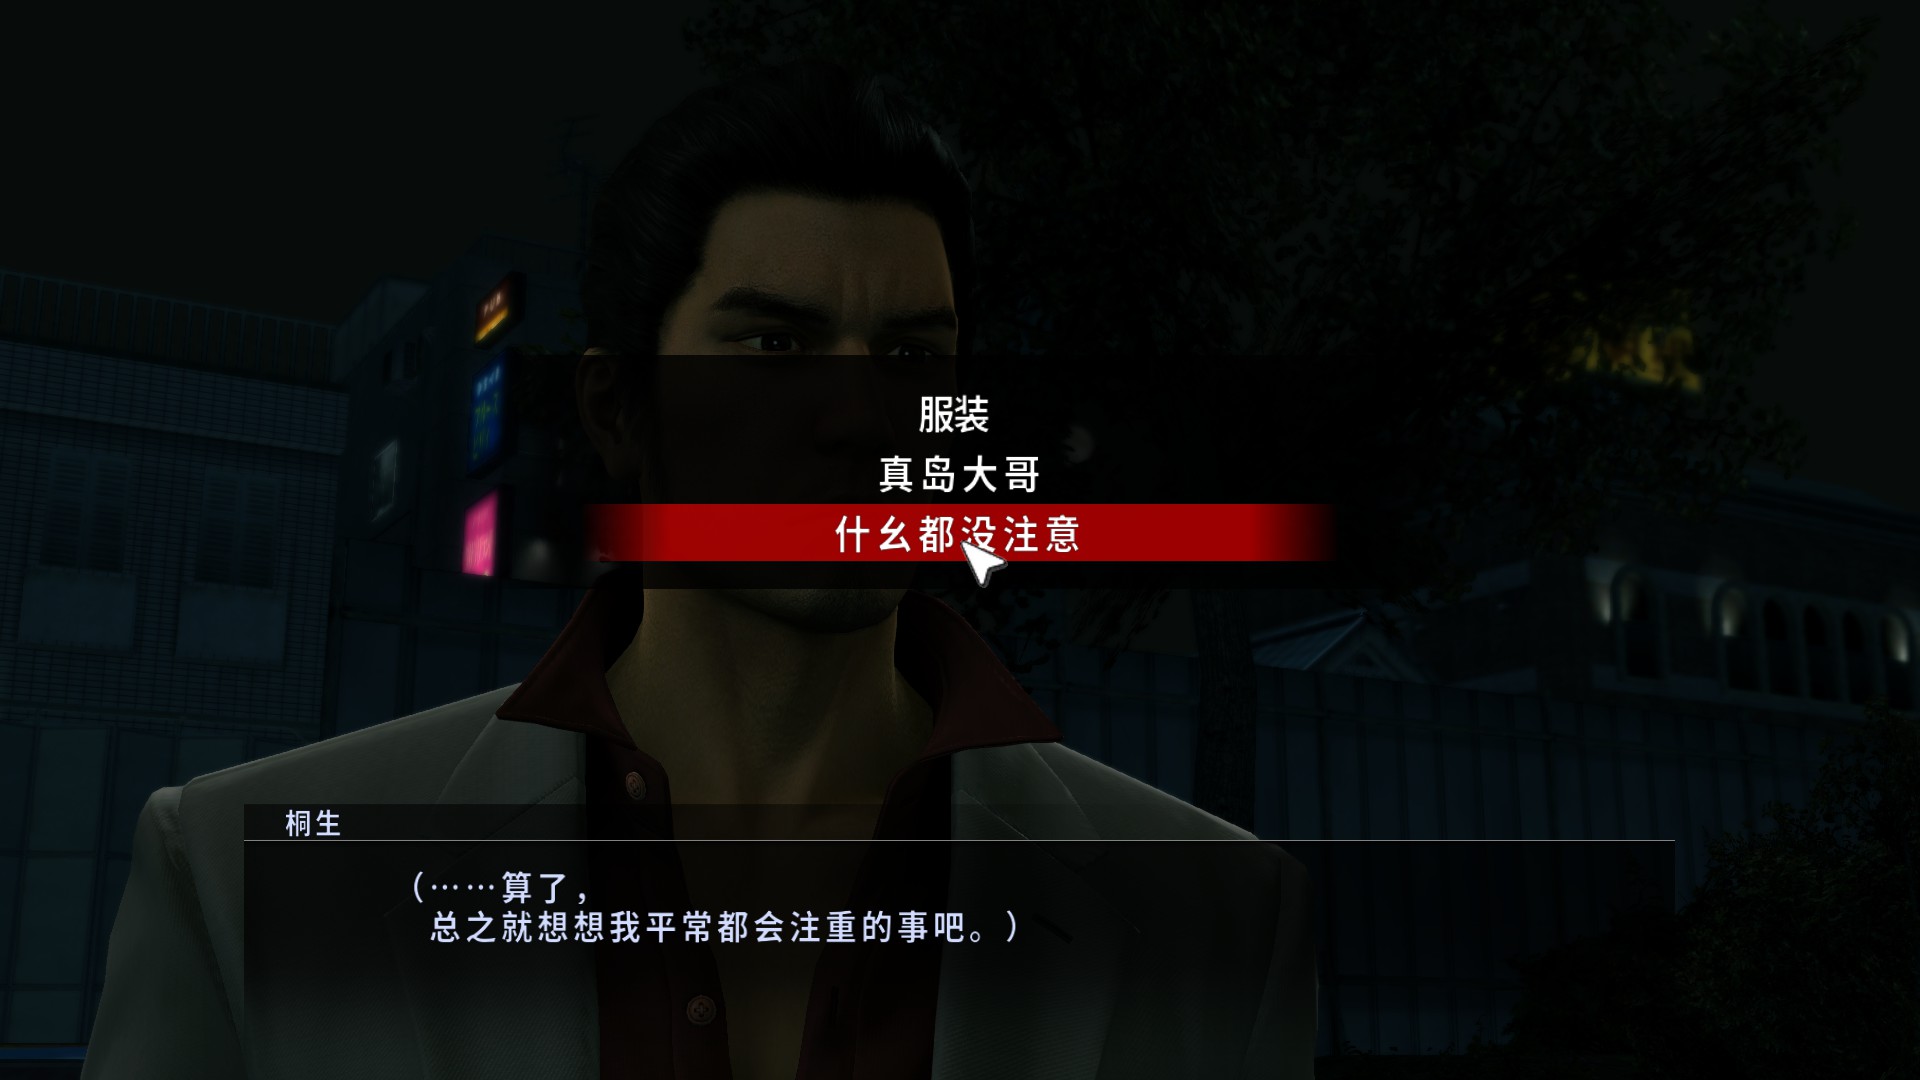 服装
真岛大哥
什幺都没注意
桐生
（……算了，
总之就想想我平常都会注重的事吧。）